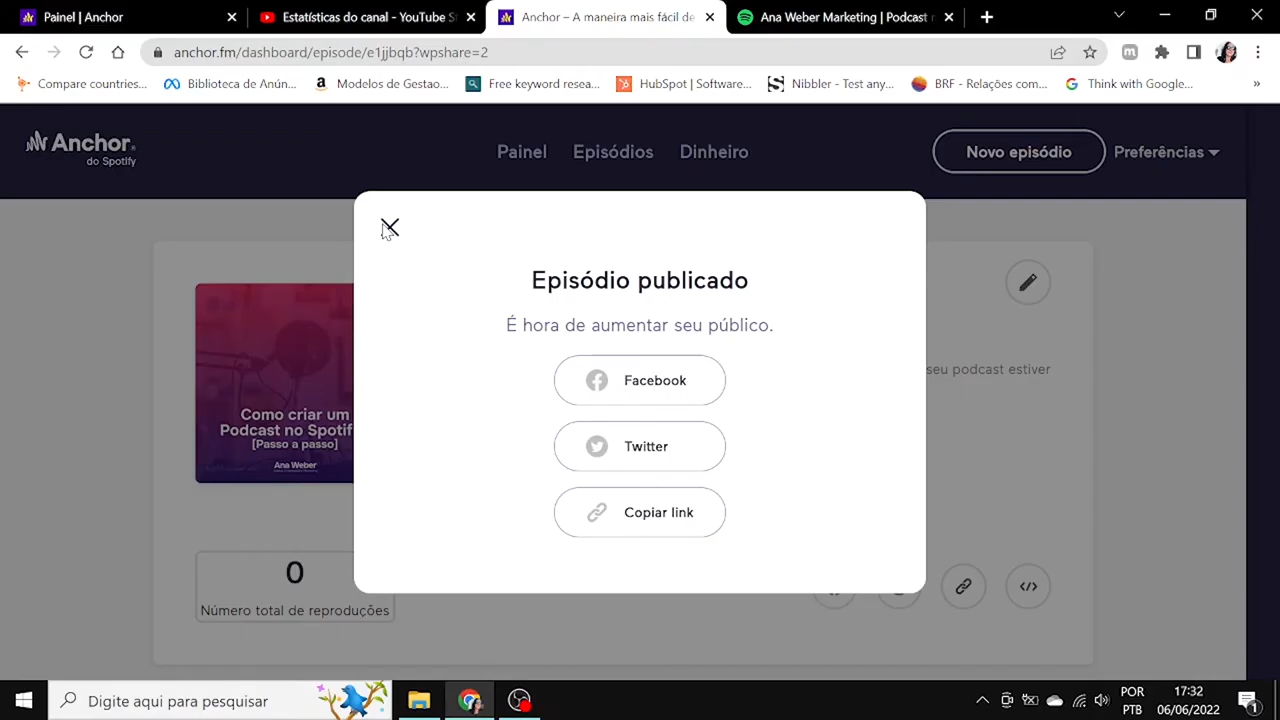 Painel | Anchor
Estatísticas do canal - YouTube S
Anchor – A maneira mais fácil de
Ana Weber Marketing | Podcast
anchor.fm/dashboard/episode/e1jjbqb?wpshare=2
Compare countries...
Biblioteca de Anún...
Modelos de Gestao...
Free keyword resea...
HubSpot | Software...
Nibbler - Test any...
BRF - Relações com...
Think with Google...
»
Anchor
do Spotify
Painel
Episódios
Dinheiro
Novo episódio
Preferências
Episódio publicado
É hora de aumentar seu público.
Facebook
Twitter
Copiar link
seu podcast estiver
Como criar um
Podcast no Spotif
[Passo a passo]
Ana Weber
0
Número total de reproduções
Digite aqui para pesquisar
POR
PTB
17:32
06/06/2022
1